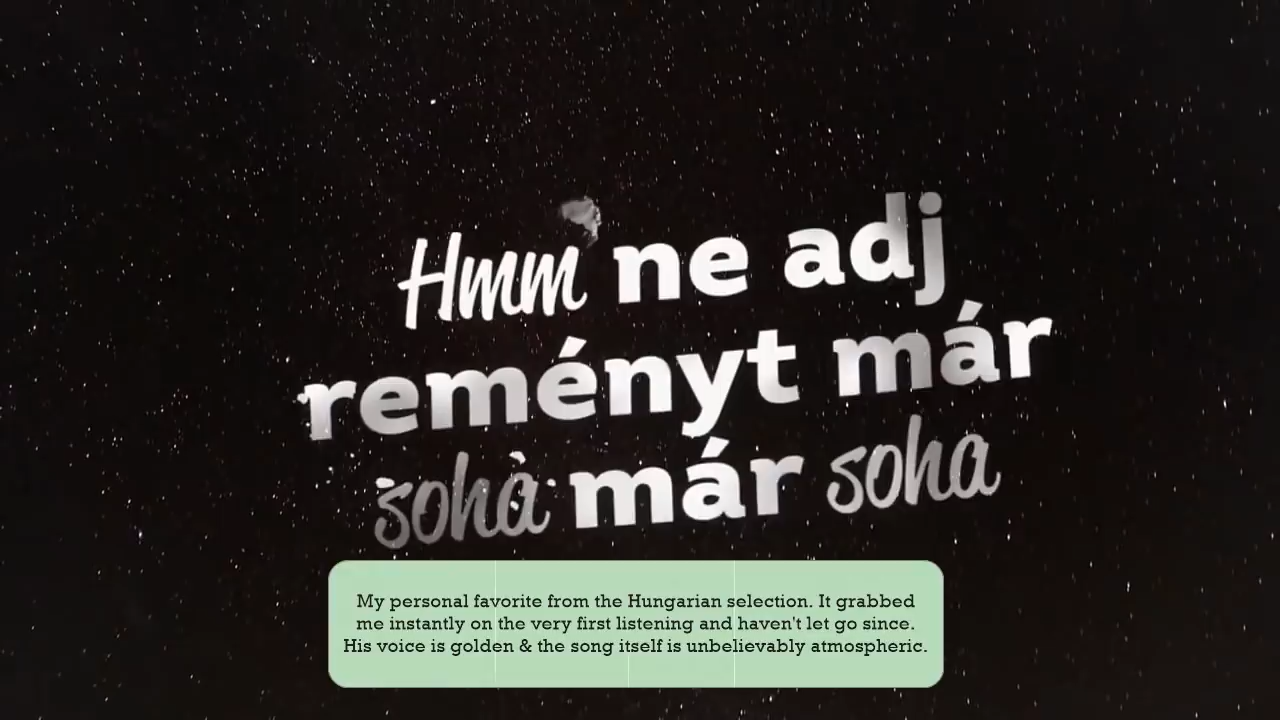 Hmm ne adj
reményt már
soha már soha
My personal favorite from the Hungarian selection. It grabbed
me instantly on the very first listening and haven't let go since.
His voice is golden & the song itself is unbelievably atmospheric.